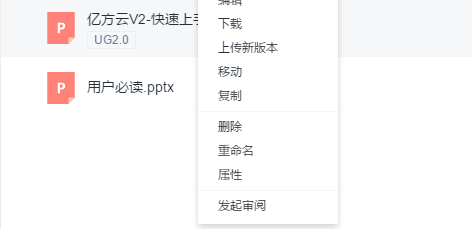 编辑
亿方云V2-快速上手
下载
UG2.0
上传新版本
移动
用户必读.pptx
复制
删除
重命名
属性
发起审阅